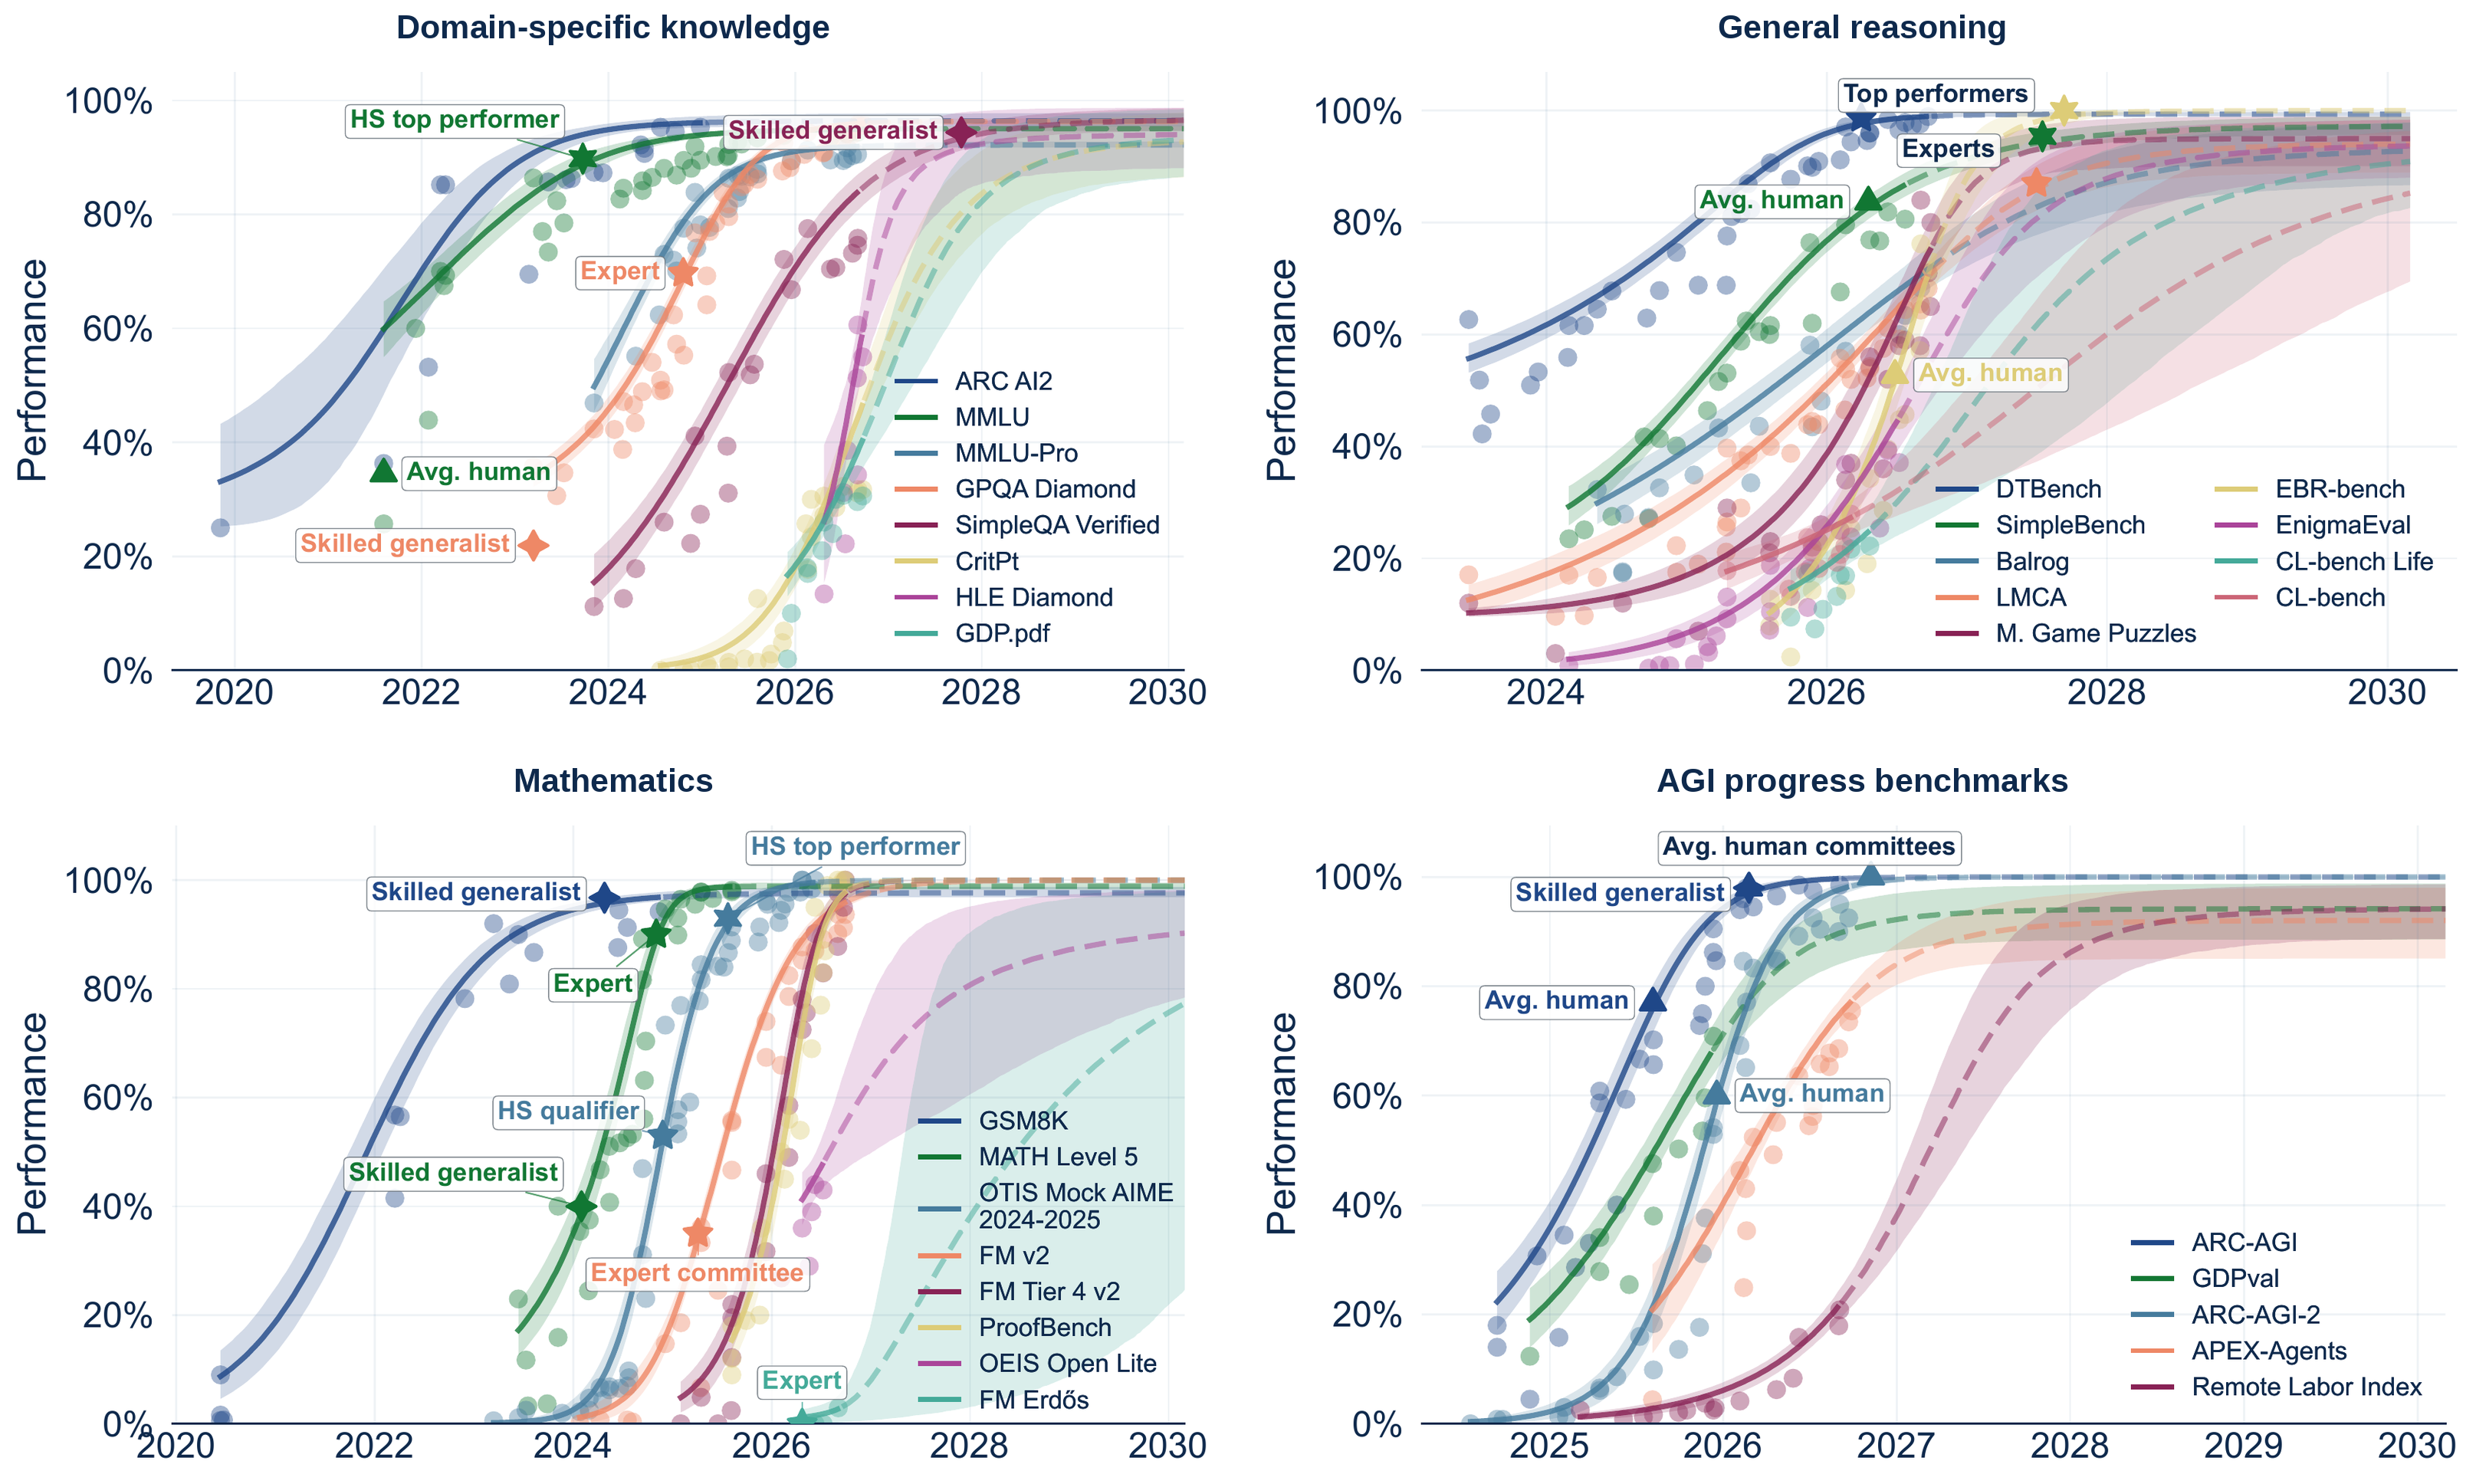 Domain-specific knowledge
Performance
100%
80%
60%
40%
20%
0%
HS top performer
Skilled generalist
Expert
Avg. human
Skilled generalist
ARC AI2
MMLU
MMLU-Pro
GPQA Diamond
SimpleQA Verified
CritPt
HLE Diamond
GDP.pdf
2020 2022 2024 2026 2028 2030
General reasoning
Performance
100%
80%
60%
40%
20%
0%
Top performers
Experts
Avg. human
Avg. human
DTBench
SimpleBench
Balrog
LMCA
M. Game Puzzles
EBR-bench
EnigmaEval
CL-bench Life
CL-bench
2024 2026 2028 2030
Mathematics
Performance
100%
80%
60%
40%
20%
0%
HS top performer
Skilled generalist
Expert
HS qualifier
Skilled generalist
Expert committee
Expert
GSM8K
MATH Level 5
OTIS Mock AIME
2024-2025
FM v2
FM Tier 4 v2
ProofBench
OEIS Open Lite
FM Erdős
2020 2022 2024 2026 2028 2030
AGI progress benchmarks
Performance
100%
80%
60%
40%
20%
0%
Avg. human committees
Skilled generalist
Avg. human
Avg. human
ARC-AGI
GDPval
ARC-AGI-2
APEX-Agents
Remote Labor Index
2025 2026 2027 2028 2029 2030